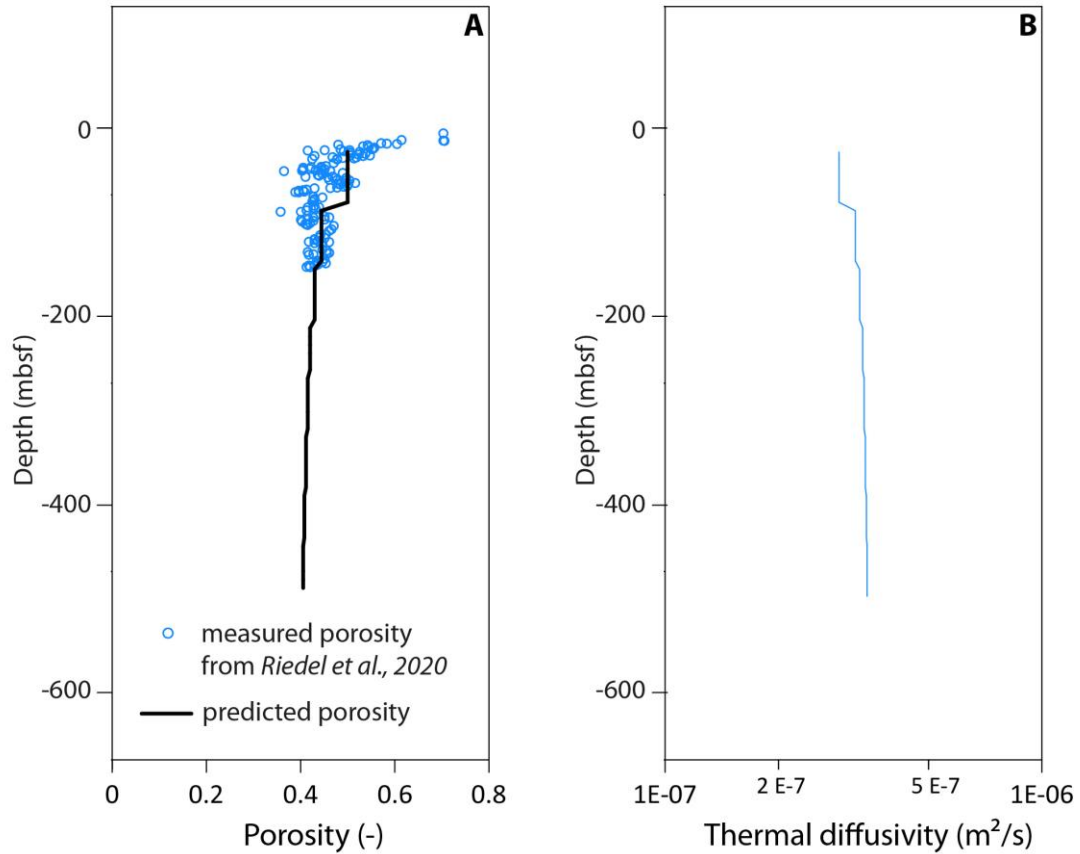 A
0
-200
-400
-600
Depth (mbsf)
measured porosity
from Riedel et al., 2020
predicted porosity
0 0.2 0.4 0.6 0.8
Porosity (-)
B
0
-200
-400
-600
Depth (mbsf)
1E-07 2 E-7 5 E-7 1E-06
Thermal diffusivity (m²/s)